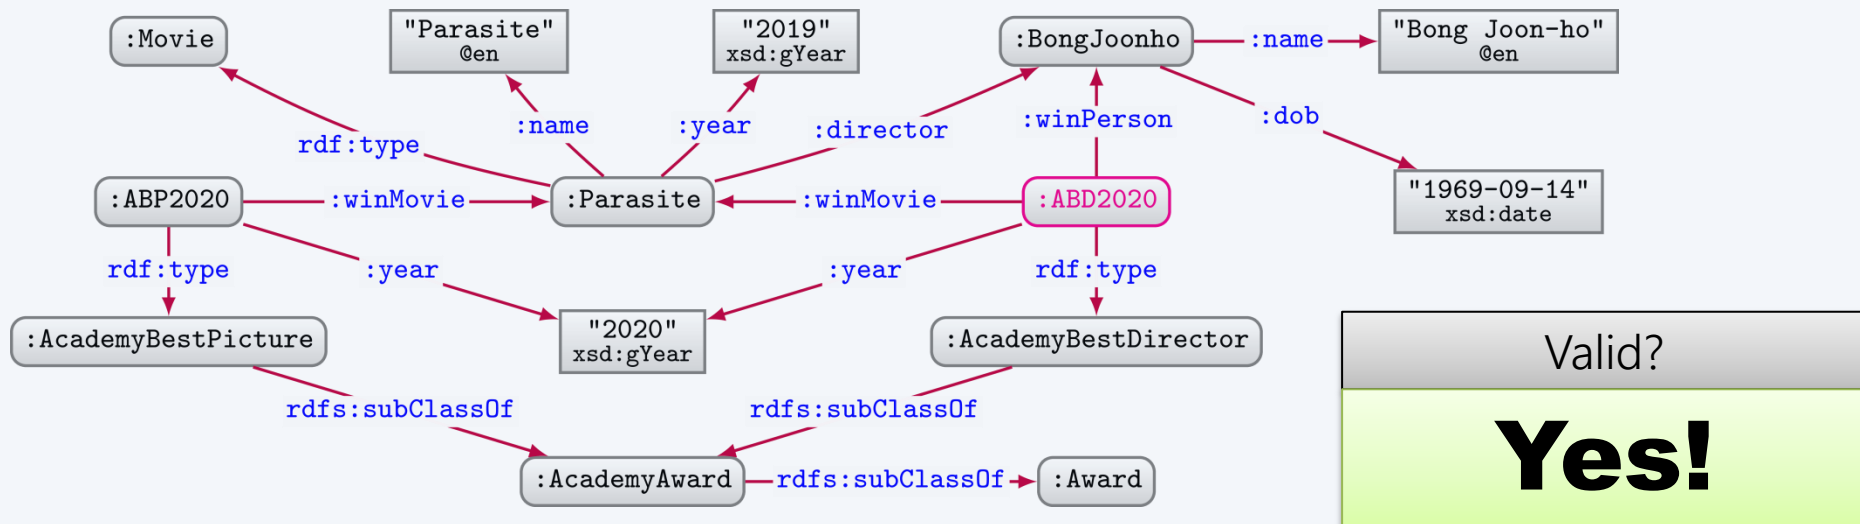 :Movie
"Parasite"
@en
"2019"
xsd:gYear
:BongJoonho
:name
"Bong Joon-ho"
@en
rdf:type
:name
:year
:director
:winPerson
:dob
:ABP2020
:winMovie
:Parasite
:winMovie
:ABD2020
"1969-09-14"
xsd:date
rdf:type
:year
:year
rdf:type
:AcademyBestPicture
"2020"
xsd:gYear
:AcademyBestDirector
Valid?
Yes!
rdfs:subClassOf
rdfs:subClassOf
:AcademyAward
rdfs:subClassOf
:Award